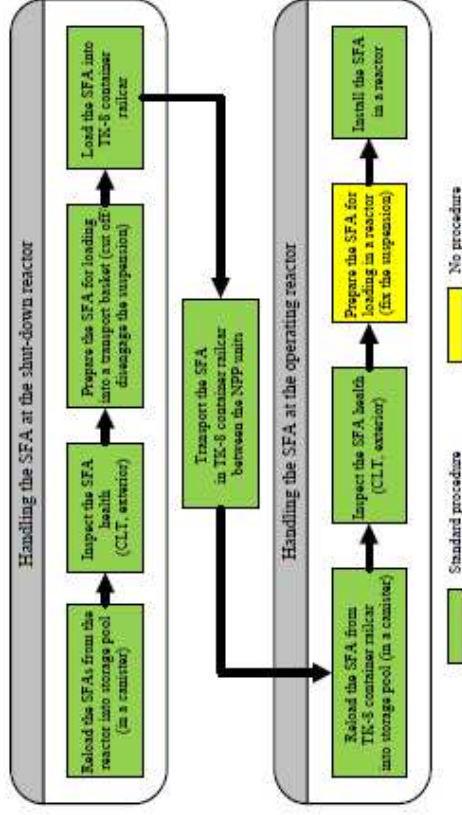 Handling the SFA at the shut-down reactor
Reload the SFAs from the
reactor into storage pool
(in a canister)
Inspect the SFA
health
(CLT, exterior)
Prepare the SFA for loading
into a transport basket (cut off
disengage the suspension)
Load the SFA into
TK-8 container
railcar
Transport the SFA
in TK-8 container railcar
between the NPP units
Handling the SFA at the operating reactor
Reload the SFA from
TK-8 container railcar
into storage pool (in a canister)
Inspect the SFA health
(CLT, exterior)
Prepare the SFA for
loading in a reactor
(fix the suspension)
Install the SFA
in a reactor
Standard procedure
No procedure